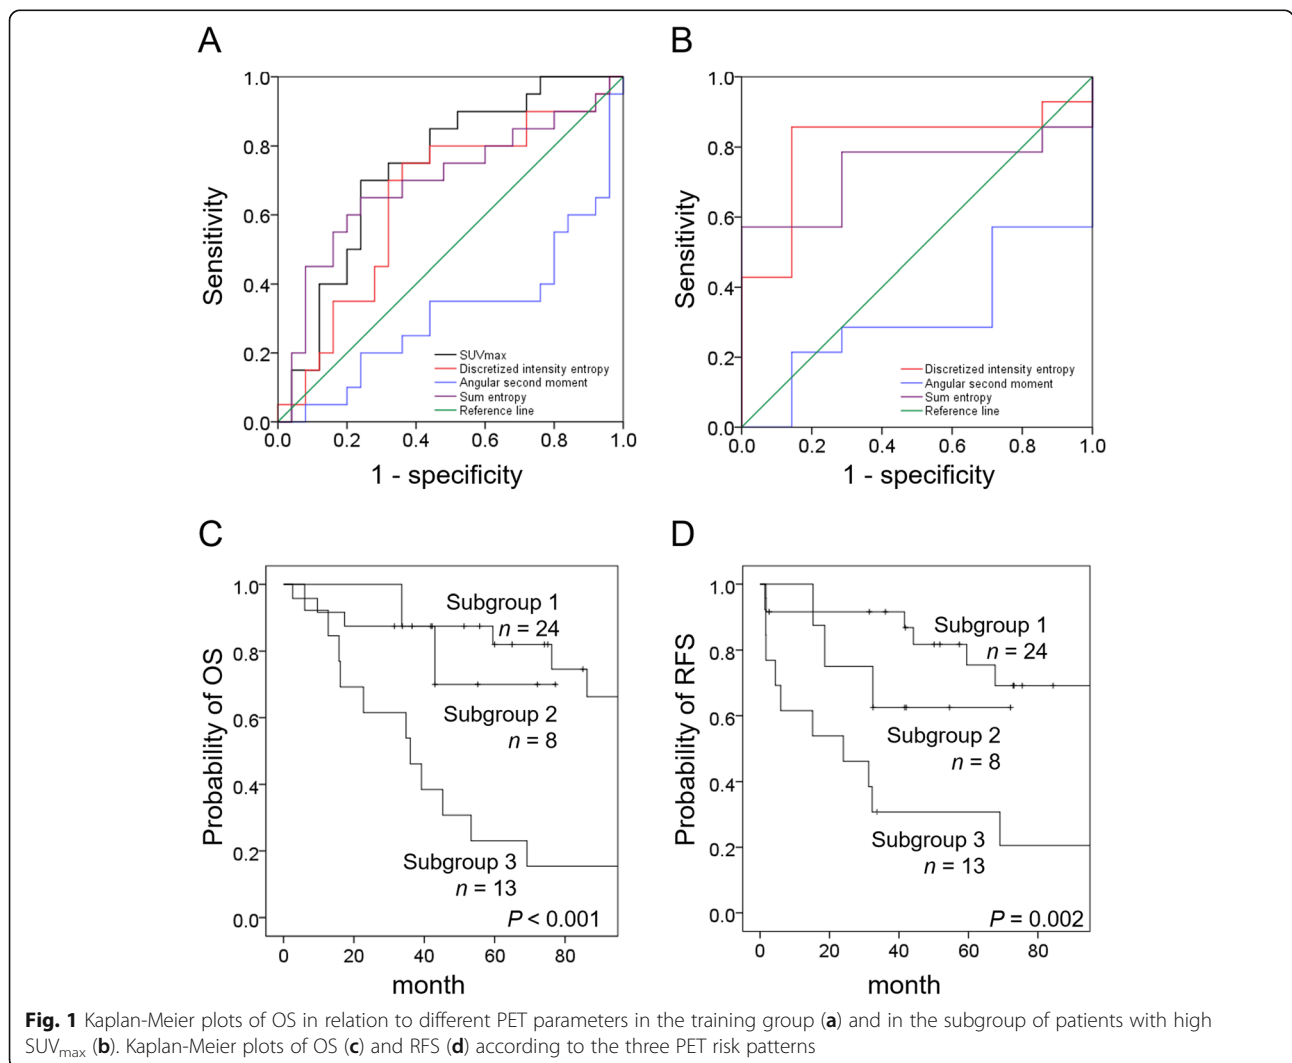 A
B
1.0
0.8
0.6
0.4
0.2
0.0
Sensitivity
SUVmax
Discretized intensity entropy
Angular second moment
Sum entropy
Reference line
0.0 0.2 0.4 0.6 0.8 1.0
1 - specificity
1.0
0.8
0.6
0.4
0.2
0.0
Sensitivity
Discretized intensity entropy
Angular second moment
Sum entropy
Reference line
0.0 0.2 0.4 0.6 0.8 1.0
1 - specificity
C
D
1.0
0.8
0.6
0.4
0.2
0.0
Probability of OS
Subgroup 1
n = 24
Subgroup 2
n = 8
Subgroup 3
n = 13
P < 0.001
0 20 40 60 80
month
1.0
0.8
0.6
0.4
0.2
0.0
Probability of RFS
Subgroup 1
n = 24
Subgroup 2
n = 8
Subgroup 3
n = 13
P = 0.002
0 20 40 60 80
month
Fig. 1 Kaplan-Meier plots of OS in relation to different PET parameters in the training group (a) and in the subgroup of patients with high
SUVmax (b). Kaplan-Meier plots of OS (c) and RFS (d) according to the three PET risk patterns